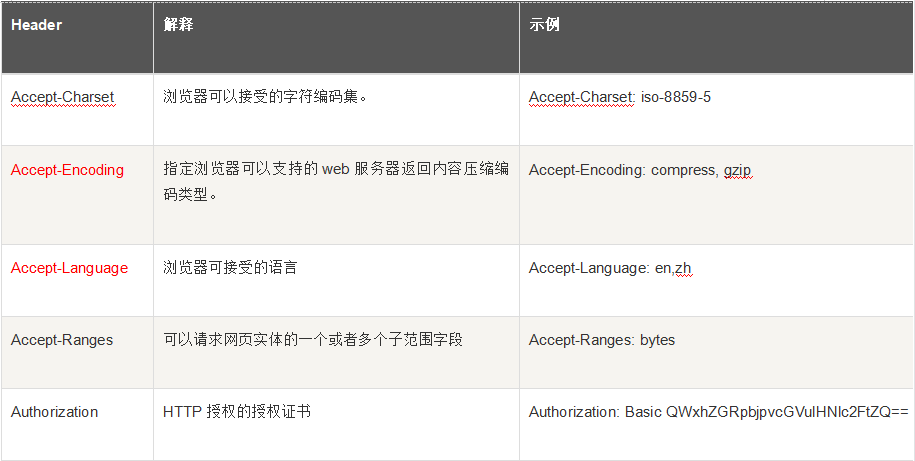 Header 解释 示例
Accept-Charset 浏览器可以接受的字符编码集。 Accept-Charset: iso-8859-5
Accept-Encoding 指定浏览器可以支持的 web 服务器返回内容压缩编 Accept-Encoding: compress, gzip
码类型。
Accept-Language 浏览器可接受的语言 Accept-Language: en,zh
Accept-Ranges 可以请求网页实体的一个或者多个子范围字段 Accept-Ranges: bytes
Authorization HTTP 授权的授权证书 Authorization: Basic QWxhZGRpbjpvcGVuIHNlc2FtZQ==